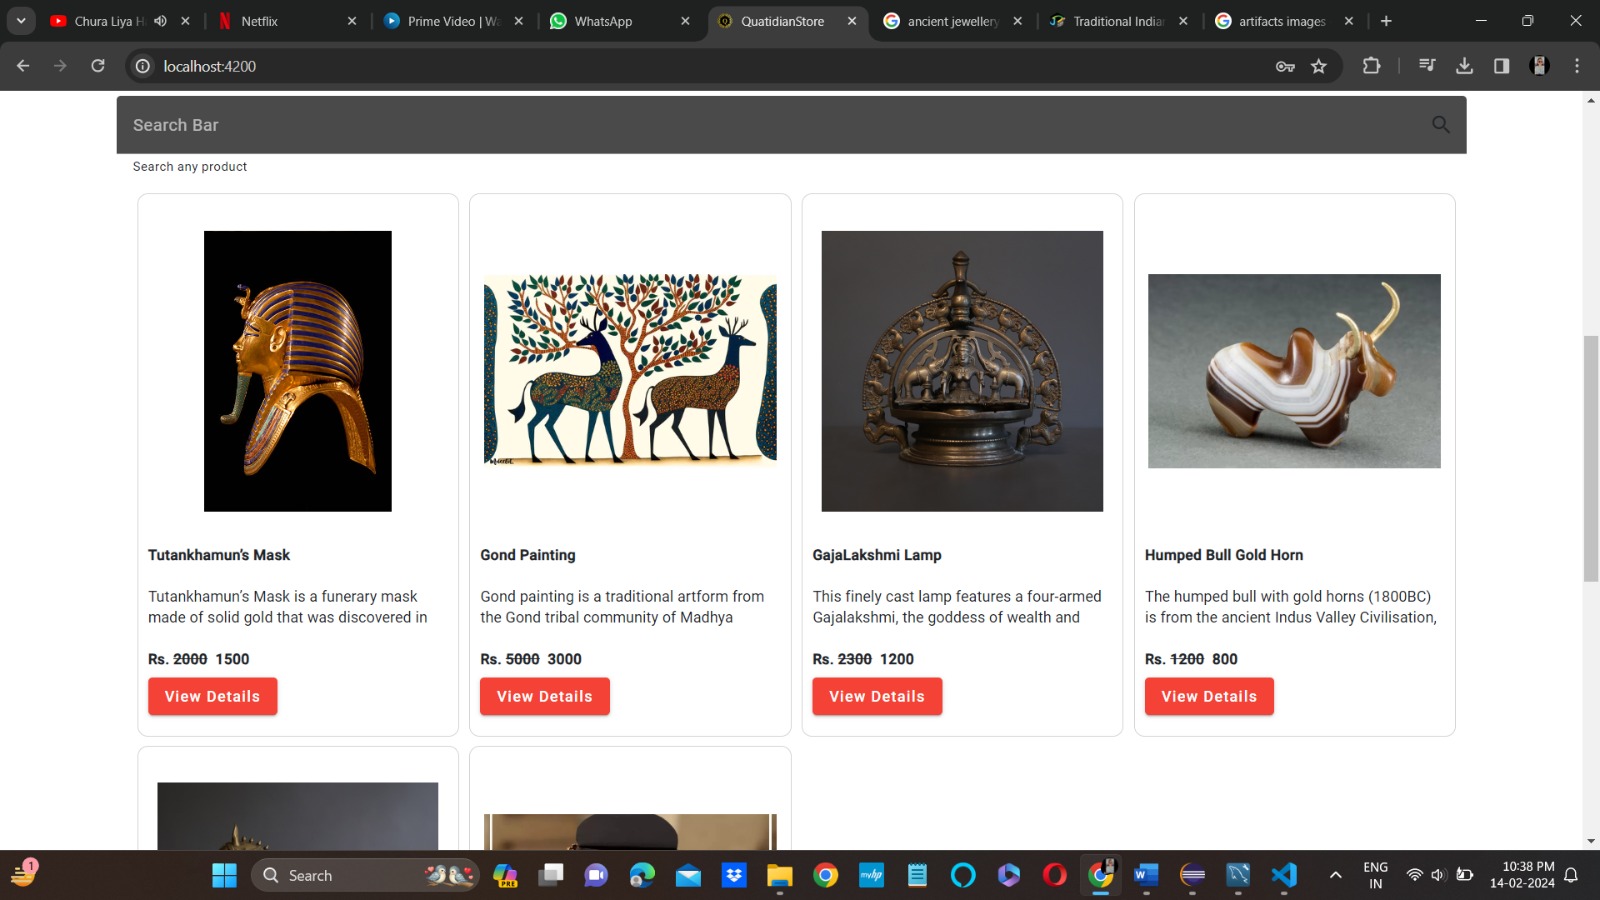 Chura Liya H
Netflix
Prime Video | Wa
WhatsApp
QuatidianStore
ancient jewellery
Traditional India
artifacts images
localhost:4200
Search Bar
Search any product
Tutankhamun's Mask
Tutankhamun's Mask is a funerary mask
made of solid gold that was discovered in
Rs. 2000 1500
View Details
Gond Painting
Gond painting is a traditional artform from
the Gond tribal community of Madhya
Rs. 5000 3000
View Details
GajaLakshmi Lamp
This finely cast lamp features a four-armed
Gajalakshmi, the goddess of wealth and
Rs. 2300 1200
View Details
Humped Bull Gold Horn
The humped bull with gold horns (1800BC)
is from the ancient Indus Valley Civilisation,
Rs. 1200 800
View Details
1
Search
PRE
myhp
W
ENG
IN
10:38 PM
14-02-2024